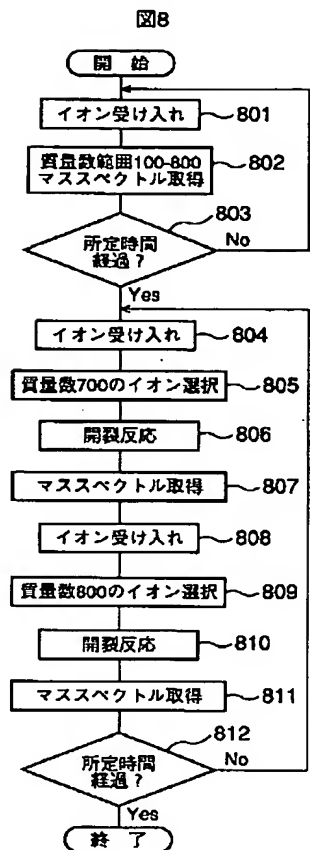 図8
開 始
イオン受け入れ 801
質量数範囲100-800 802
マススペクトル取得
803
所定時間 No
経過?
Yes
イオン受け入れ 804
質量数700のイオン選択 805
開裂反応 806
マススペクトル取得 807
イオン受け入れ 808
質量数800のイオン選択 809
開裂反応 810
マススペクトル取得 811
812
所定時間 No
経過?
Yes
終 了